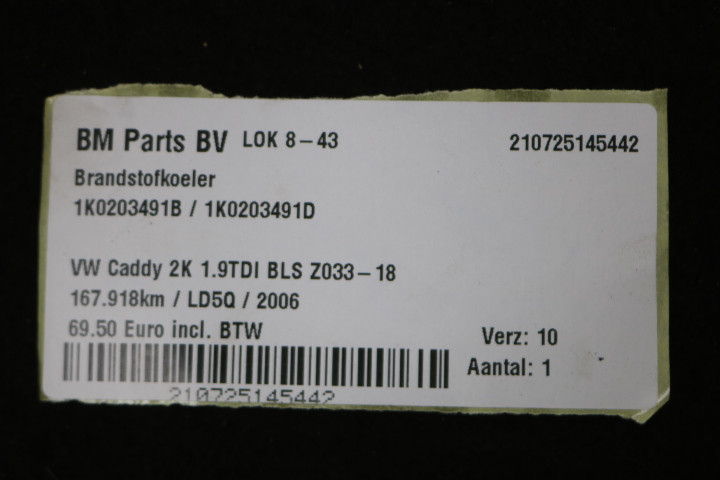 BM Parts BV LOK 8-43 210725145442
Brandstofkoeler
1K0203491B / 1K0203491D
VW Caddy 2K 1.9TDI BLS Z033-18
167.918km / LD5Q / 2006
69.50 Euro incl. BTW Verz: 10
Aantal: 1
210725145442